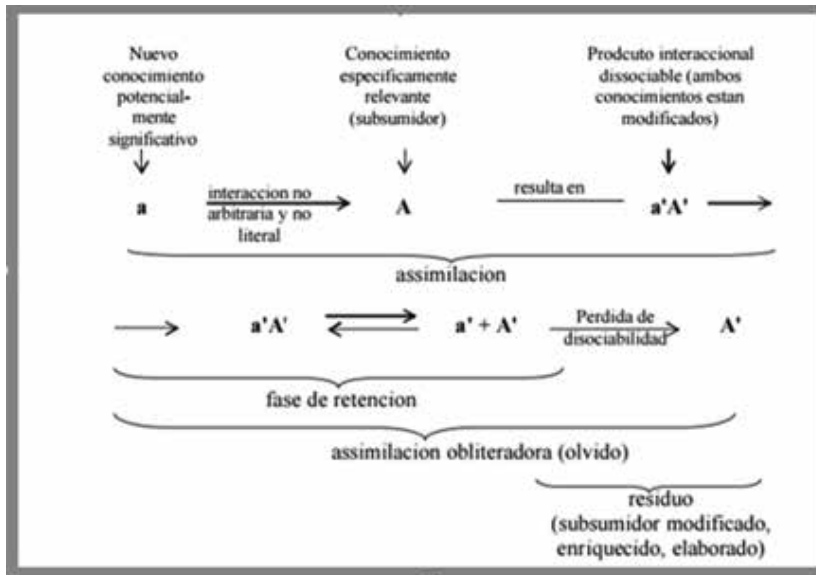 Nuevo
conocimiento
potencial-
mente
significativo
Conocimiento
especificamente
relevante
(subsumidor)
Prodcuto interaccional
dissociable (ambos
conocimientos estan
modificados)
a
interaccion no
arbitraria y no
literal
A
resulta en
a'A'
assimilacion
a'A'
a' + A'
Perdida de
disociabilidad
A'
fase de retencion
assimilacion obliteradora (olvido)
residuo
(subsumidor modificado,
enriquecido, elaborado)